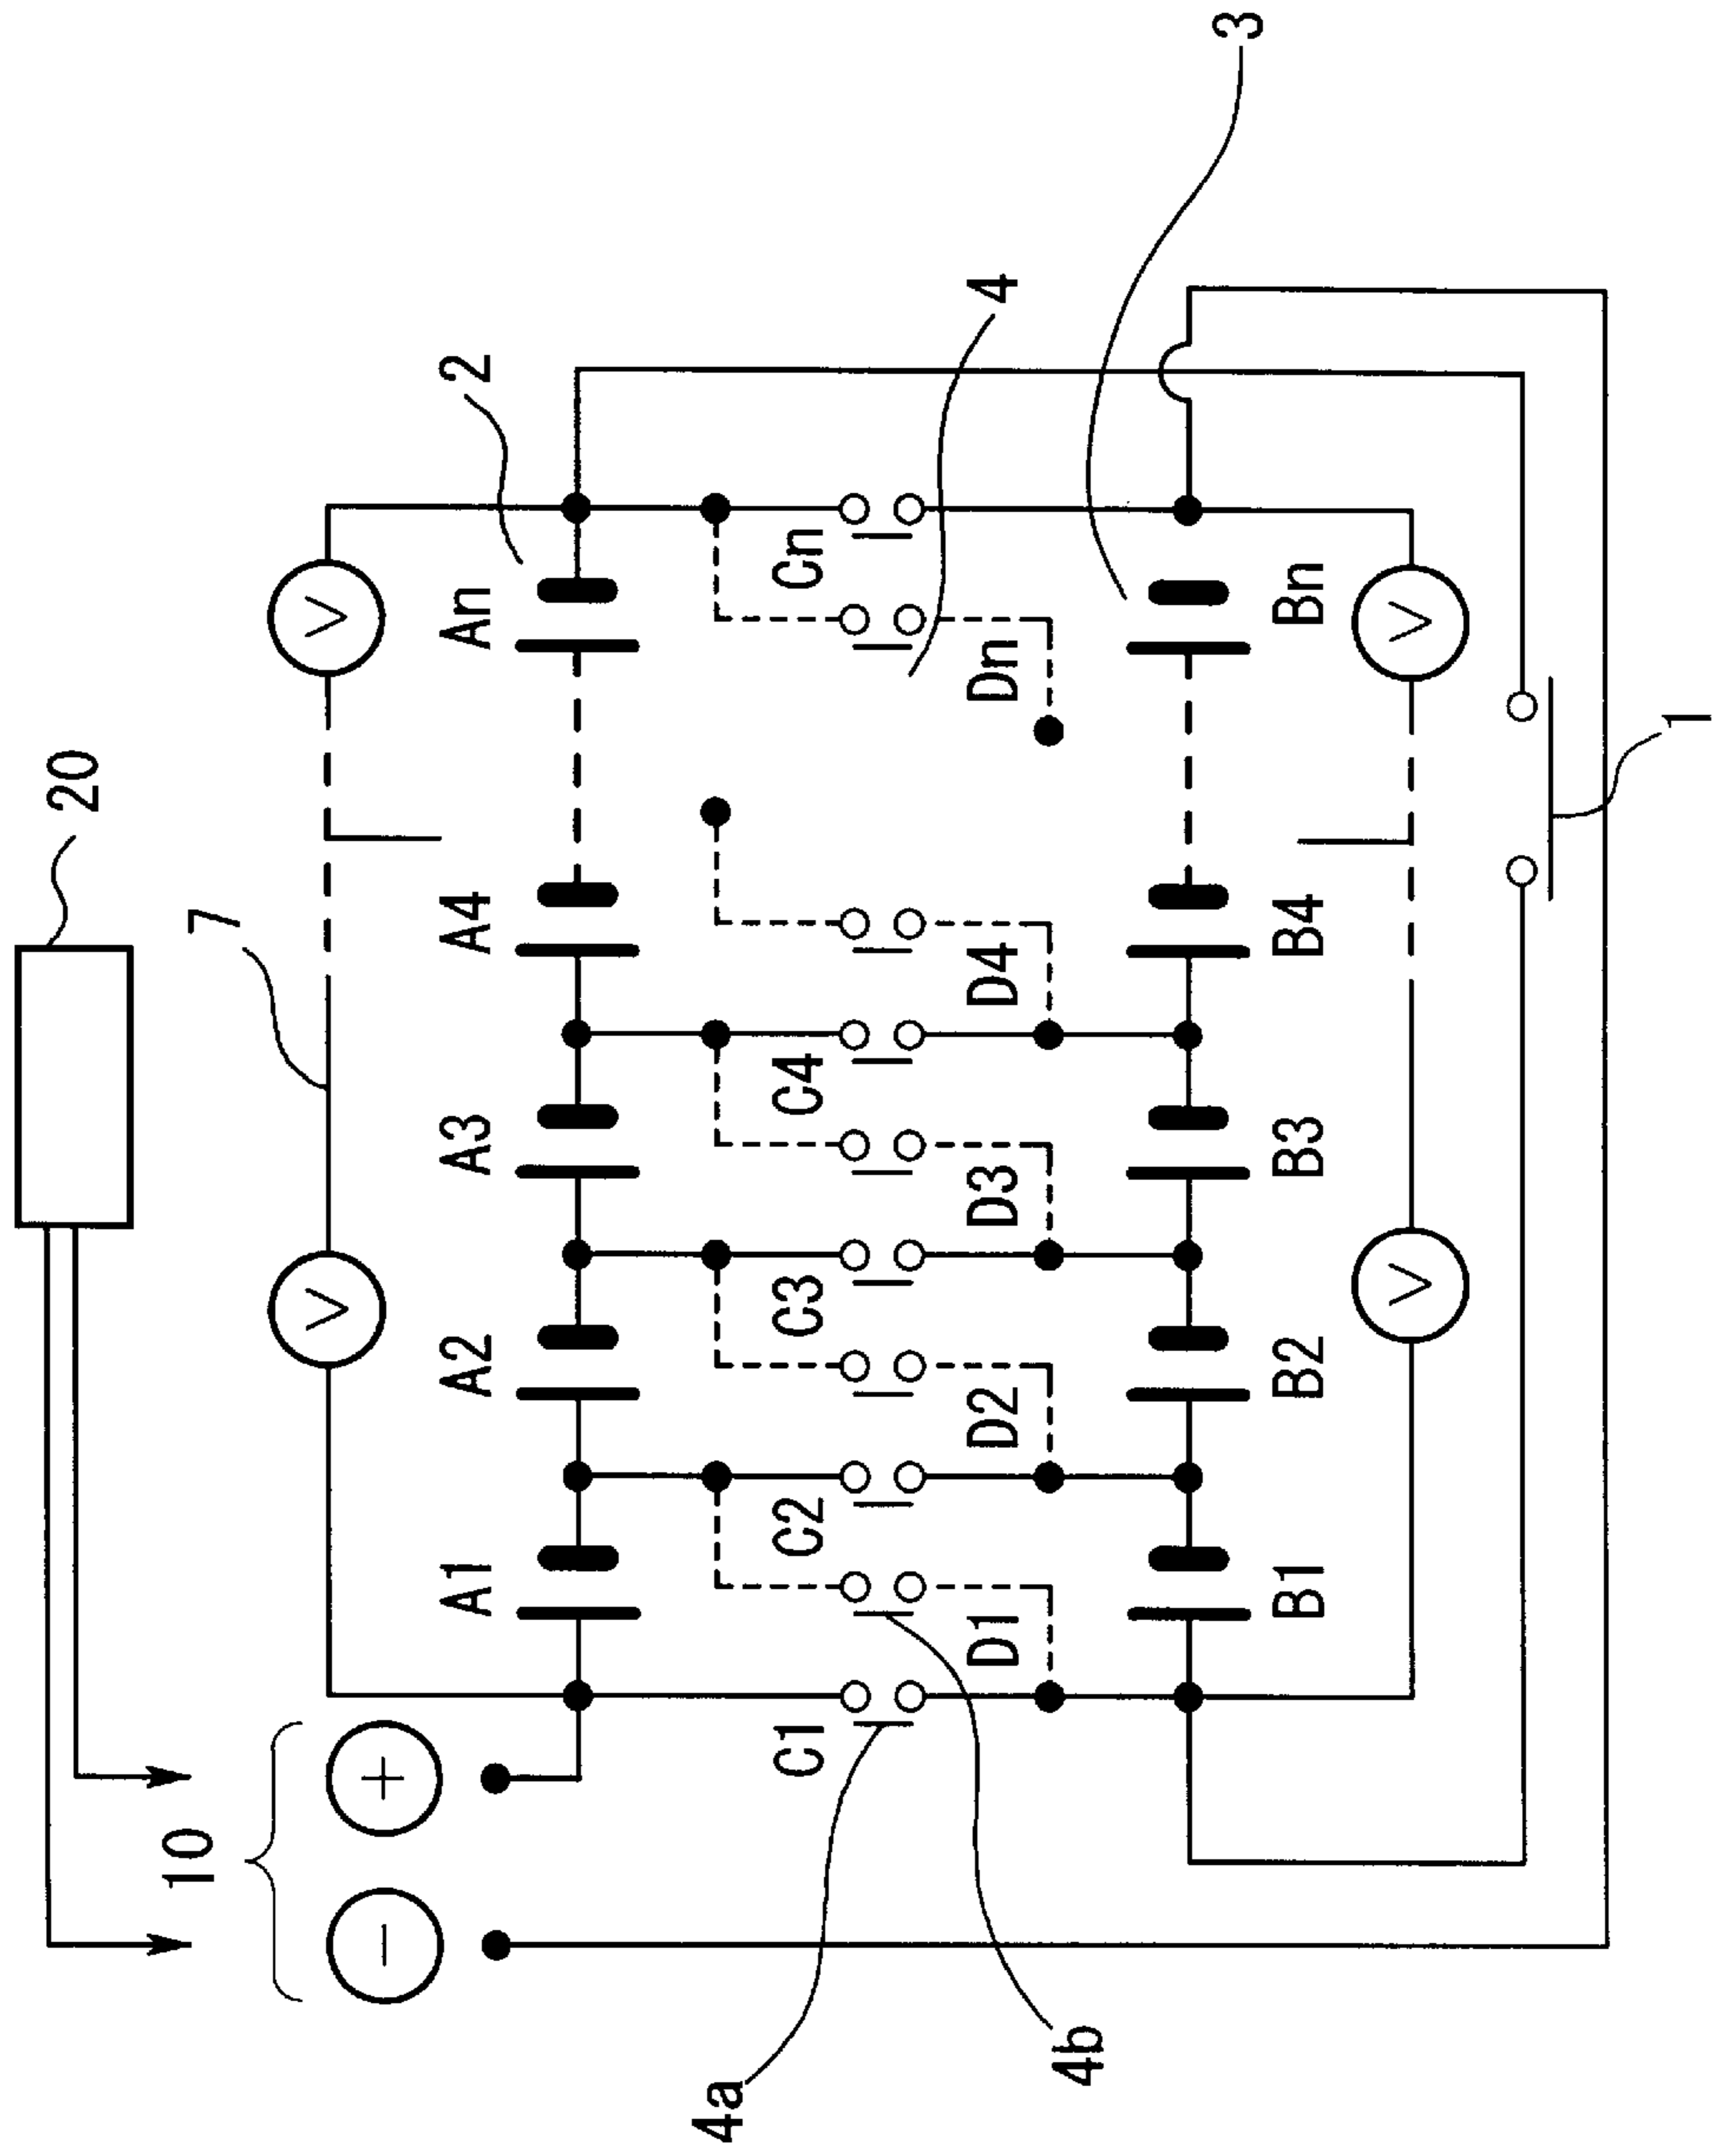 20
7
10
−
+
V
V
A1
A2
A3
A4
An
2
C1
C2
C3
C4
Cn
4
D1
D2
D3
D4
Dn
3
B1
B2
B3
B4
Bn
V
V
4a
4b
1